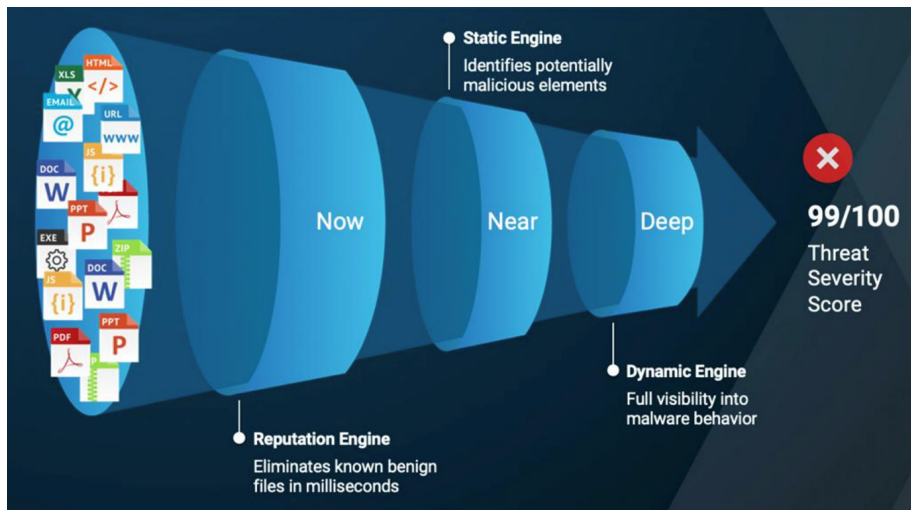 HTML
</>
XLS
EMAIL
@
URL
www
JS
{i}
DOC
W
PPT
P
EXE
ZIP
DOC
W
JS
{i}
PDF
PPT
P
Now
Near
Deep
Static Engine
Identifies potentially
malicious elements
Reputation Engine
Eliminates known benign
files in milliseconds
Dynamic Engine
Full visibility into
malware behavior
99/100
Threat
Severity
Score